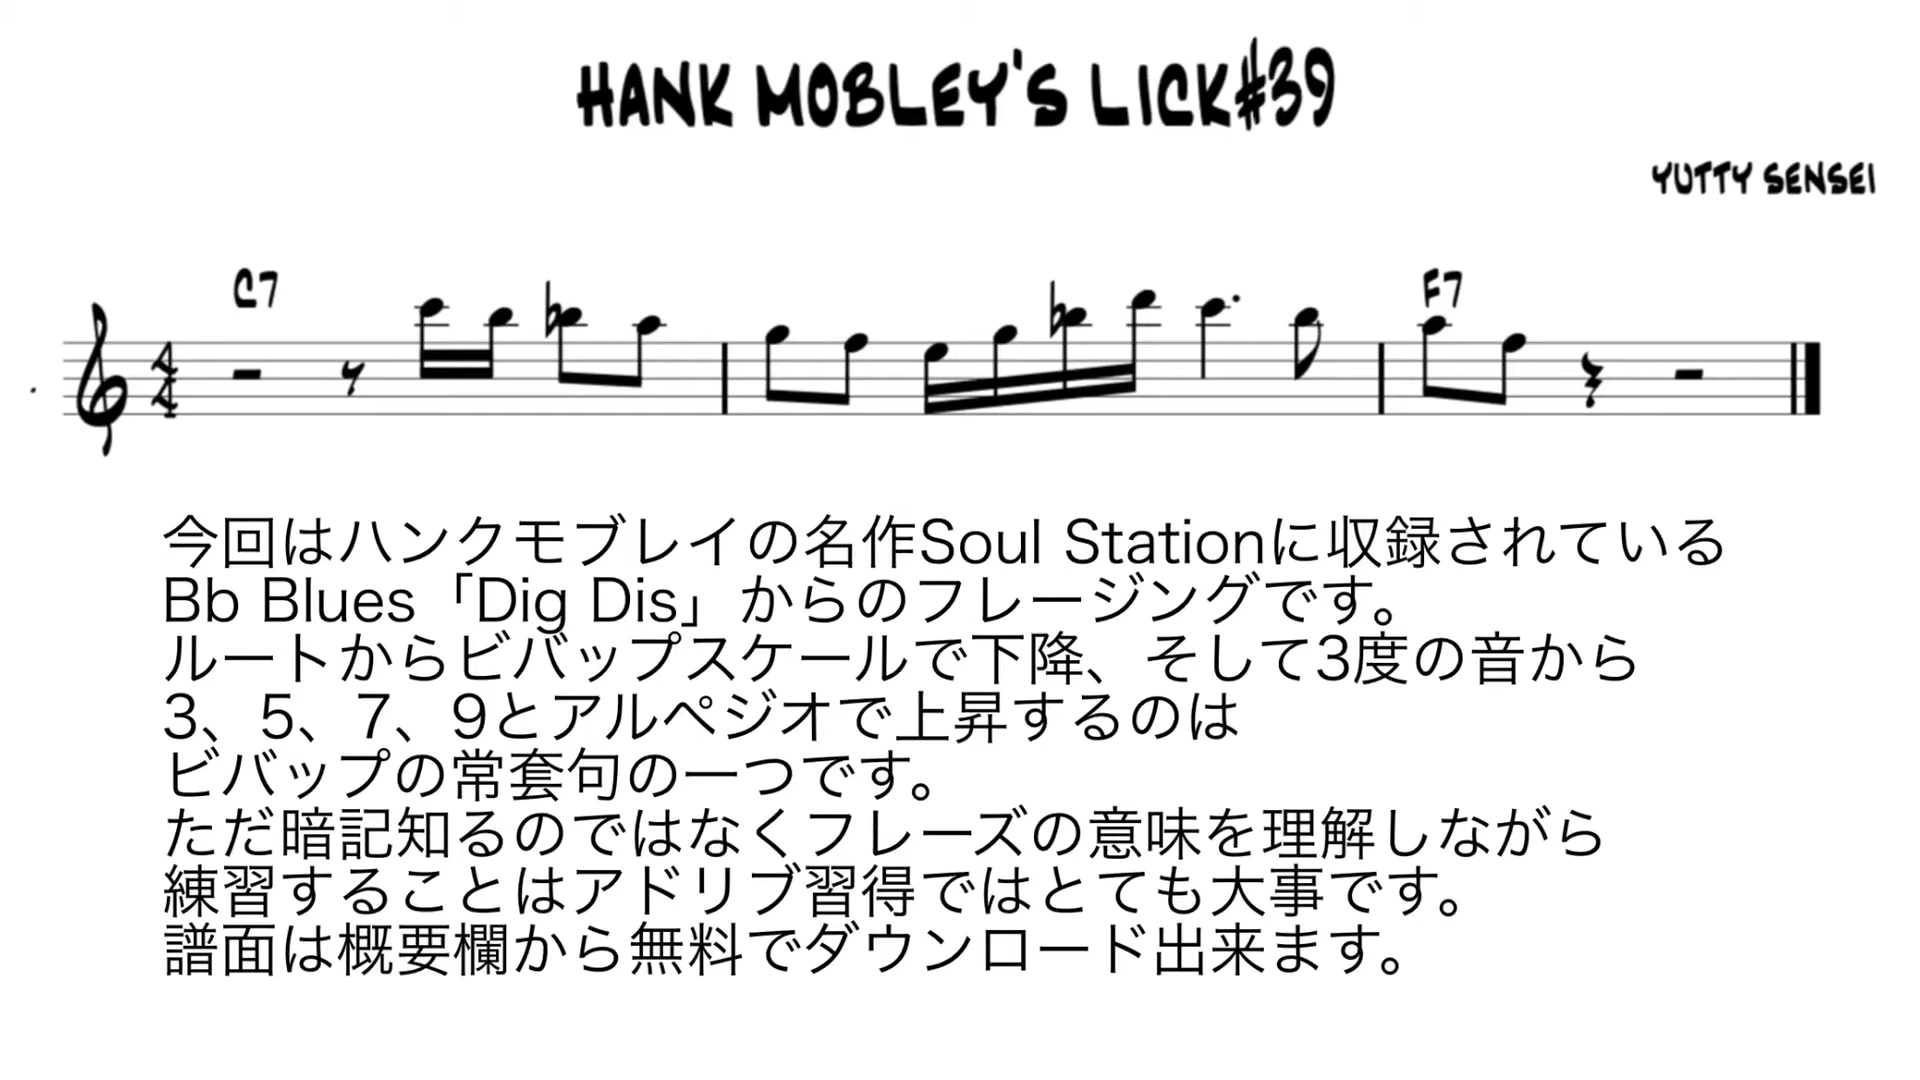 HANK MOBLEY'S LICK#39
YUTTY SENSEI
C7 F7
今回はハンクモブレイの名作Soul Stationに収録されている
Bb Blues「Dig Dis」からのフレージングです。
ルートからビバップスケールで下降、そして3度の音から
3、5、7、9とアルペジオで上昇するのは
ビバップの常套句の一つです。
ただ暗記知るのではなくフレーズの意味を理解しながら
練習することはアドリブ習得ではとても大事です。
譜面は概要欄から無料でダウンロード出来ます。